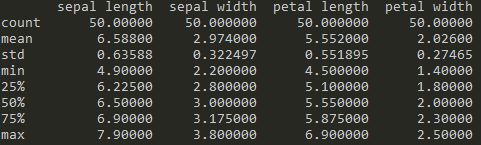 sepal length sepal width petal length petal width
count 50.00000 50.000000 50.000000 50.00000
mean 6.58800 2.974000 5.552000 2.02600
std 0.63588 0.322497 0.551895 0.27465
min 4.90000 2.200000 4.500000 1.40000
25% 6.22500 2.800000 5.100000 1.80000
50% 6.50000 3.000000 5.550000 2.00000
75% 6.90000 3.175000 5.875000 2.30000
max 7.90000 3.800000 6.900000 2.50000